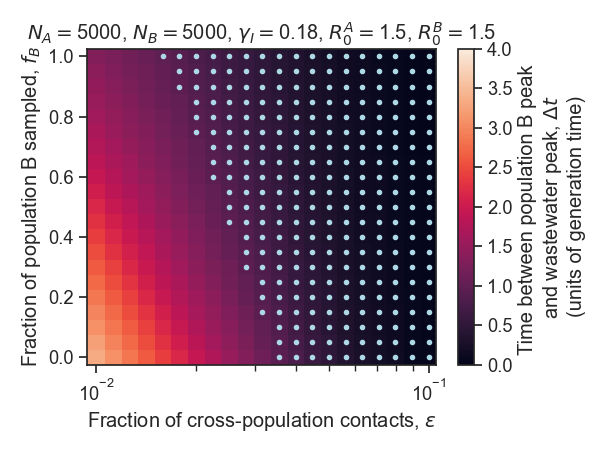 N_A = 5000, N_B = 5000, γ_I = 0.18, R_0^A = 1.5, R_0^B = 1.5
Fraction of population B sampled, f_B
1.0
0.8
0.6
0.4
0.2
0.0
10^{-2}
10^{-1}
Fraction of cross-population contacts, ε
4.0
3.5
3.0
2.5
2.0
1.5
1.0
0.5
0.0
Time between population B peak
and wastewater peak, Δt
(units of generation time)